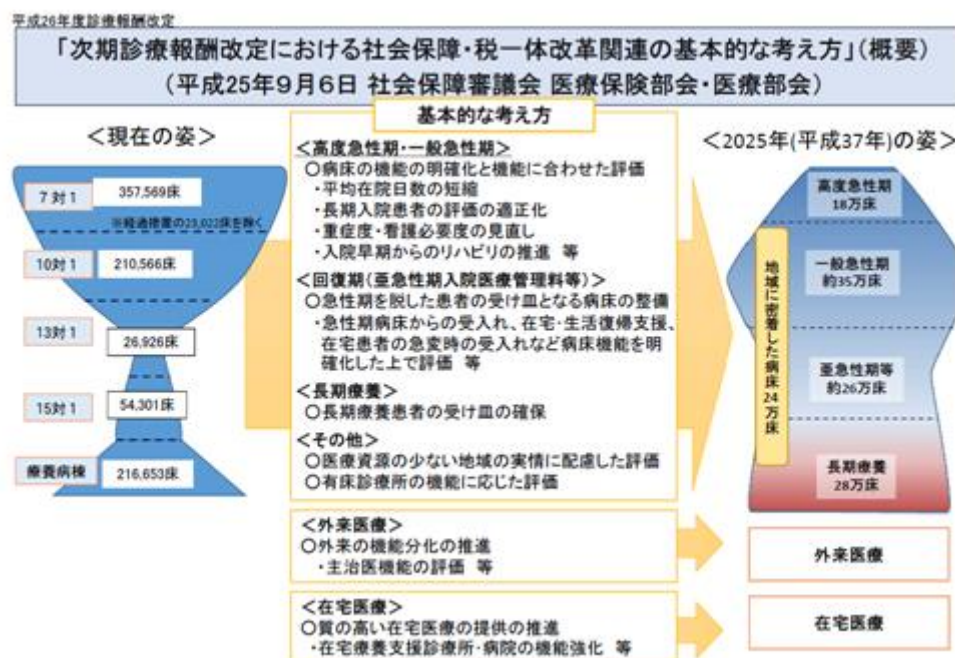 平成26年度診療報酬改定
「次期診療報酬改定における社会保障・税一体改革関連の基本的な考え方」(概要)
(平成25年9月6日 社会保障審議会 医療保険部会・医療部会)
<現在の姿>
7対1
357,569床
※経過措置の23,022床を除く
10対1
210,566床
13対1
26,926床
15対1
54,301床
療養病棟
216,653床
基本的な考え方
<高度急性期・一般急性期>
○病床の機能の明確化と機能に合わせた評価
・平均在院日数の短縮
・長期入院患者の評価の適正化
・重症度・看護必要度の見直し
・入院早期からのリハビリの推進 等
<回復期(亜急性期入院医療管理料等)>
○急性期を脱した患者の受け皿となる病床の整備
・急性期病床からの受入れ、在宅・生活復帰支援、
在宅患者の急変時の受入れなど病床機能を明
確化した上で評価 等
<長期療養>
○長期療養患者の受け皿の確保
<その他>
○医療資源の少ない地域の実情に配慮した評価
○有床診療所の機能に応じた評価
<外来医療>
○外来の機能分化の推進
・主治医機能の評価 等
<在宅医療>
○質の高い在宅医療の提供の推進
・在宅療養支援診療所・病院の機能強化 等
<2025年(平成37年)の姿>
高度急性期
18万床
一般急性期
約35万床
亜急性期等
約26万床
長期療養
28万床
地域に密着した病床24万床
外来医療
在宅医療